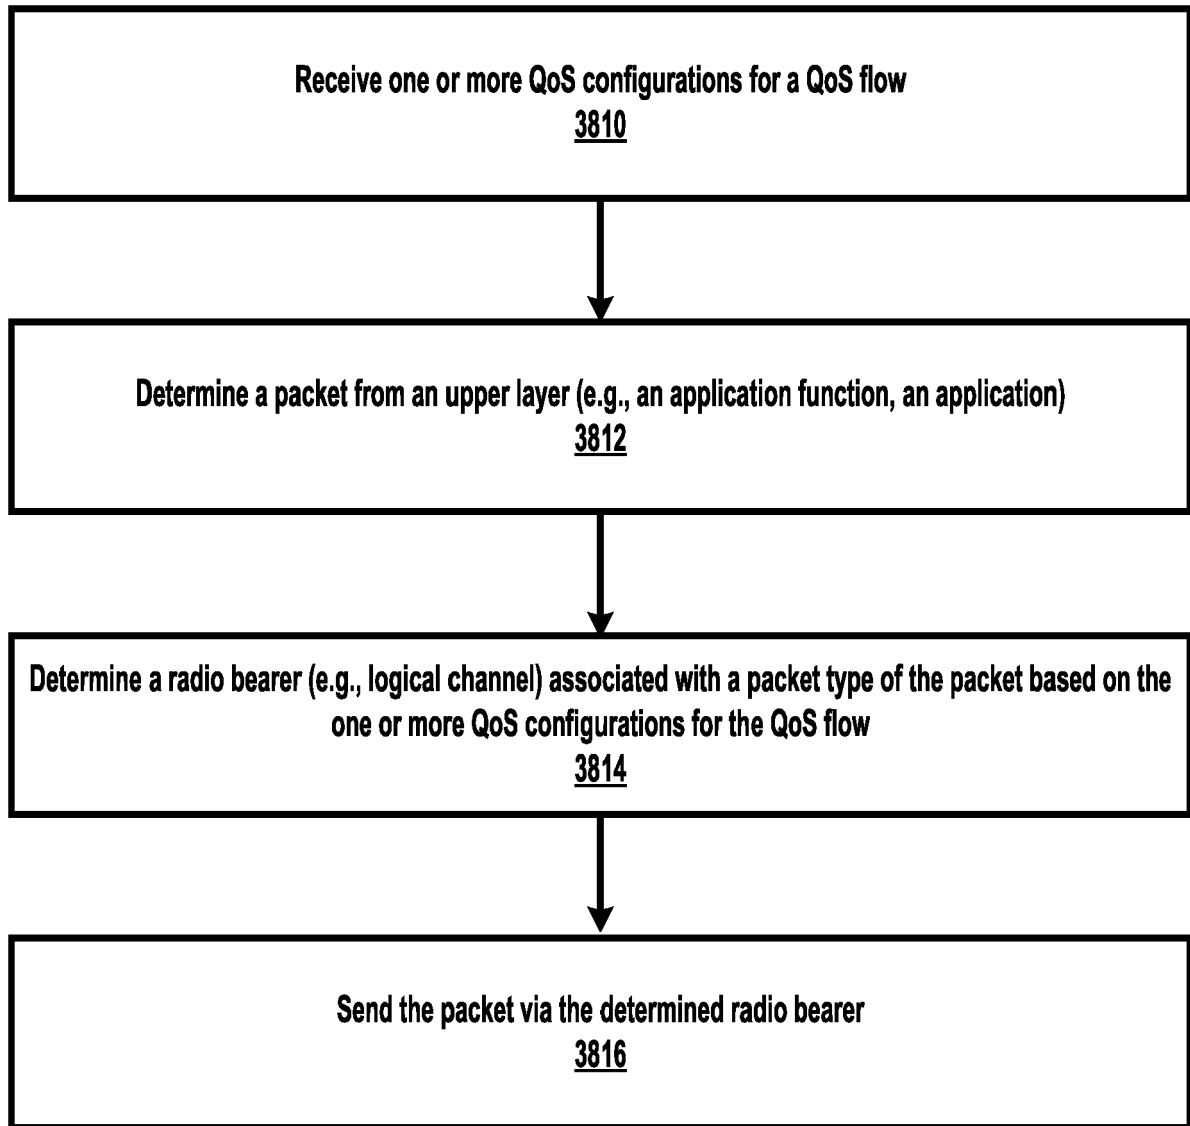 Receive one or more QoS configurations for a QoS flow
3810
Determine a packet from an upper layer (e.g., an application function, an application)
3812
Determine a radio bearer (e.g., logical channel) associated with a packet type of the packet based on the
one or more QoS configurations for the QoS flow
3814
Send the packet via the determined radio bearer
3816